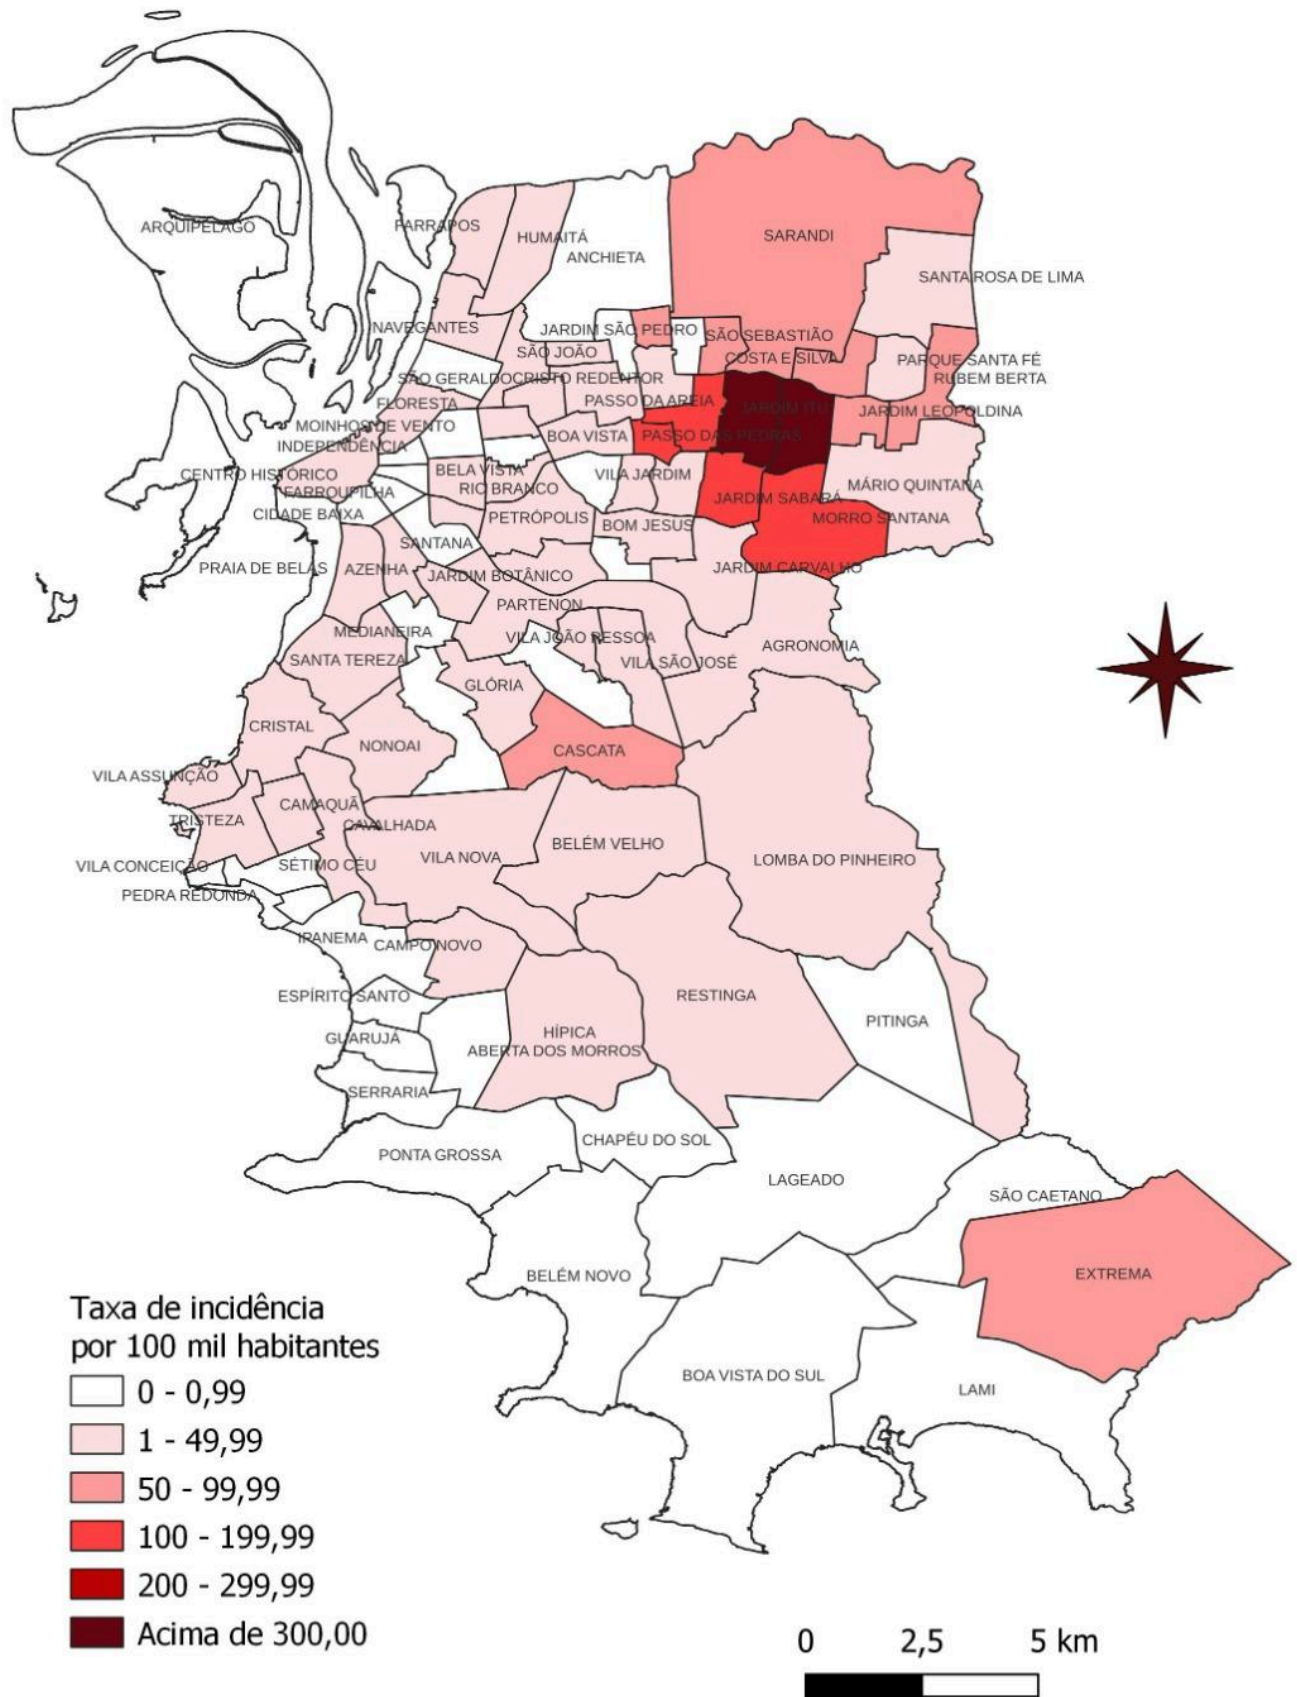 ARQUIPÉLAGO
FARRAPOS
HUMAITÁ
ANCHIETA
SARANDI
SANTA ROSA DE LIMA
NAVEGANTES
JARDIM SÃO PEDRO
SÃO SEBASTIÃO
SÃO JOÃO
COSTA E SILVA
PARQUE SANTA FÉ
SÃO GERALDO
CRISTO REDENTOR
RUBEM BERTA
FLORESTA
PASSO DA AREIA
JARDIM ITU
JARDIM LEOPOLDINA
MOINHOS DE VENTO
INDEPENDÊNCIA
BOA VISTA
PASSO DAS PEDRAS
CENTRO HISTÓRICO
BELA VISTA
VILA JARDIM
MÁRIO QUINTANA
FARROUPILHA
RIO BRANCO
JARDIM SABARÁ
CIDADE BAIXA
PETRÓPOLIS
BOM JESUS
MORRO SANTANA
SANTANA
PRAIA DE BELAS
AZENHA
JARDIM BOTÂNICO
JARDIM CARVALHO
PARTENON
MEDIANEIRA
VILA JOÃO PESSOA
AGRONOMIA
SANTA TEREZA
VILA SÃO JOSÉ
GLÓRIA
CRISTAL
NONOAI
CASCATA
VILA ASSUNÇÃO
CAMAQUÃ
TRISTEZA
CAVALHADA
BELÉM VELHO
VILA CONCEIÇÃO
SÉTIMO CÉU
VILA NOVA
LOMBA DO PINHEIRO
PEDRA REDONDA
IPANEMA
CAMPO NOVO
ESPÍRITO SANTO
RESTINGA
PITINGA
GUARUJÁ
HÍPICA
ABERTA DOS MORROS
SERRARIA
CHAPÉU DO SOL
PONTA GROSSA
LAGEADO
SÃO CAETANO
BELÉM NOVO
EXTREMA
BOA VISTA DO SUL
LAMI
Taxa de incidência
por 100 mil habitantes
0 - 0,99
1 - 49,99
50 - 99,99
100 - 199,99
200 - 299,99
Acima de 300,00
0 2,5 5 km